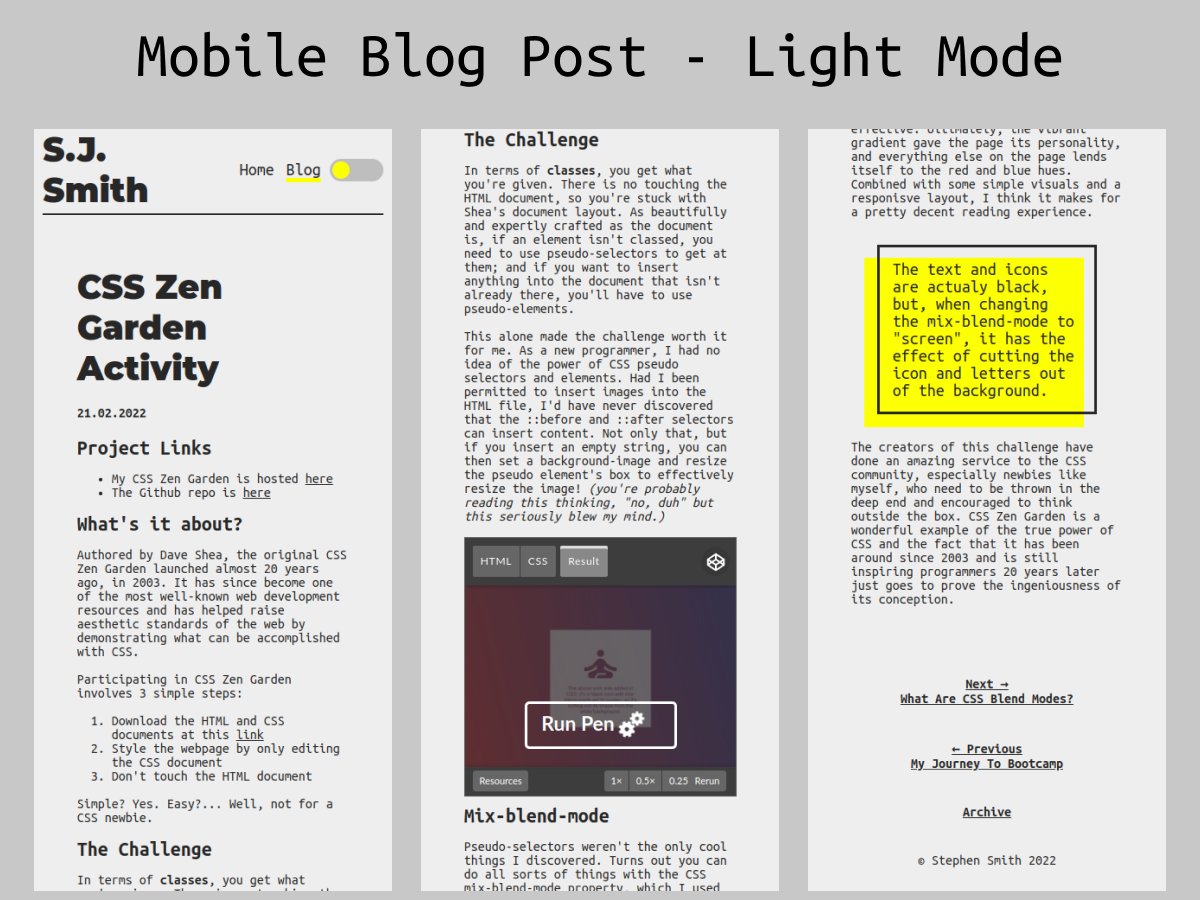 Mobile Blog Post - Light Mode
S.J.
Smith
Home Blog
CSS Zen
Garden
Activity
21.02.2022
Project Links
• My CSS Zen Garden is hosted here
• The Github repo is here
What's it about?
Authored by Dave Shea, the original CSS
Zen Garden launched almost 20 years
ago, in 2003. It has since become one
of the most well-known web development
resources and has helped raise
aesthetic standards of the web by
demonstrating what can be accomplished
with CSS.
Participating in CSS Zen Garden
involves 3 simple steps:
1. Download the HTML and CSS
documents at this link
2. Style the webpage by only editing
the CSS document
3. Don't touch the HTML document
Simple? Yes. Easy?... Well, not for a
CSS newbie.
The Challenge
In terms of classes, you get what
The Challenge
In terms of classes, you get what
you're given. There is no touching the
HTML document, so you're stuck with
Shea's document layout. As beautifully
and expertly crafted as the document
is, if an element isn't classed, you
need to use pseudo-selectors to get at
them; and if you want to insert
anything into the document that isn't
already there, you'll have to use
pseudo-elements.
This alone made the challenge worth it
for me. As a new programmer, I had no
idea of the power of CSS pseudo
selectors and elements. Had I been
permitted to insert images into the
HTML file, I'd have never discovered
that the ::before and ::after selectors
can insert content. Not only that, but
if you insert an empty string, you can
then set a background-image and resize
the pseudo element's box to effectively
resize the image! (you're probably
reading this thinking, "no, duh" but
this seriously blew my mind.)
HTML CSS Result
Run Pen
Resources 1× 0.5× 0.25 Rerun
Mix-blend-mode
Pseudo-selectors weren't the only cool
things I discovered. Turns out you can
do all sorts of things with the CSS
mix-blend-mode property, which I used
effective. Ultimately, the vibrant
gradient gave the page its personality,
and everything else on the page lends
itself to the red and blue hues.
Combined with some simple visuals and a
responisve layout, I think it makes for
a pretty decent reading experience.
The text and icons
are actualy black,
but, when changing
the mix-blend-mode to
"screen", it has the
effect of cutting the
icon and letters out
of the background.
The creators of this challenge have
done an amazing service to the CSS
community, especially newbies like
myself, who need to be thrown in the
deep end and encouraged to think
outside the box. CSS Zen Garden is a
wonderful example of the true power of
CSS and the fact that it has been
around since 2003 and is still
inspiring programmers 20 years later
just goes to prove the ingeniousness of
its conception.
Next →
What Are CSS Blend Modes?
← Previous
My Journey To Bootcamp
Archive
© Stephen Smith 2022